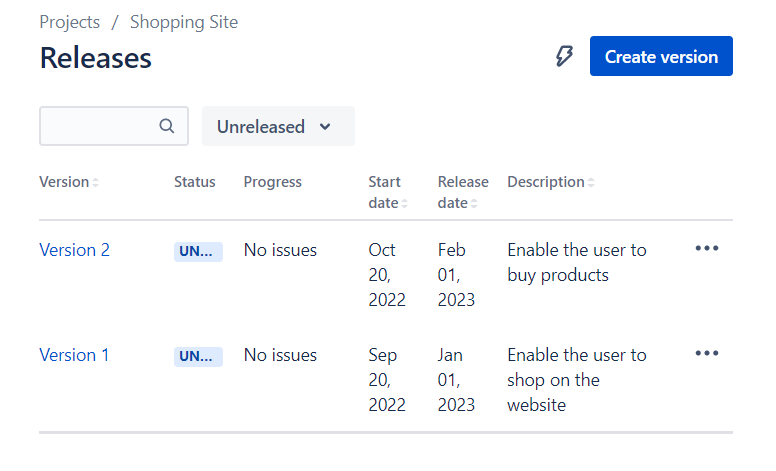 Projects / Shopping Site
Releases
Create version
Unreleased
Version Status Progress Start date Release date Description
Version 2 UN... No issues Oct 20, 2022 Feb 01, 2023 Enable the user to buy products
Version 1 UN... No issues Sep 20, 2022 Jan 01, 2023 Enable the user to shop on the website